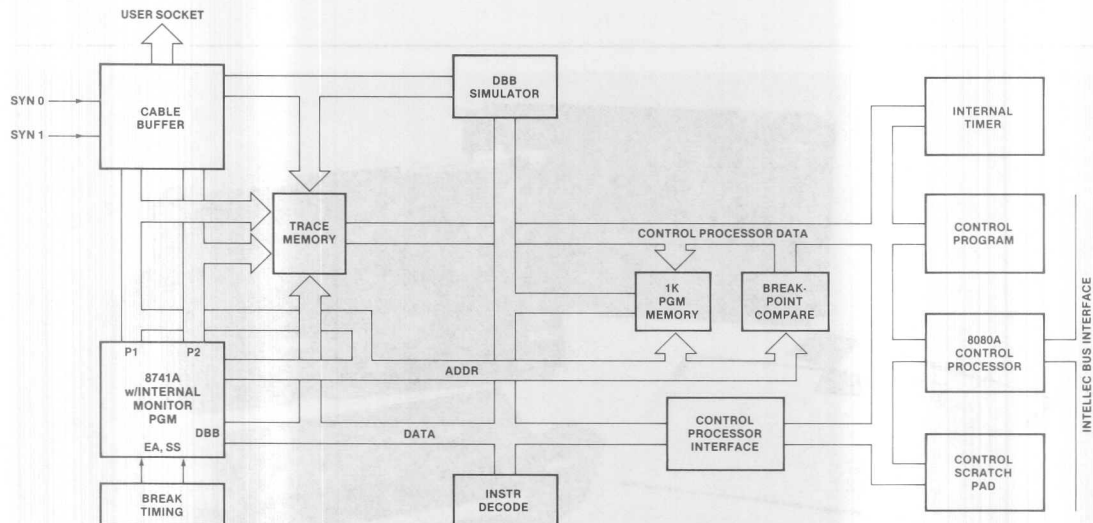 USER SOCKET
SYN 0
SYN 1
CABLE
BUFFER
DBB
SIMULATOR
INTERNAL
TIMER
TRACE
MEMORY
CONTROL PROCESSOR DATA
CONTROL
PROGRAM
1K
PGM
MEMORY
BREAK-
POINT
COMPARE
P1 P2
8741A
w/INTERNAL
MONITOR
PGM
DBB
EA, SS
ADDR
8080A
CONTROL
PROCESSOR
INTELLEC BUS INTERFACE
DATA
CONTROL
PROCESSOR
INTERFACE
CONTROL
SCRATCH
PAD
BREAK
TIMING
INSTR
DECODE